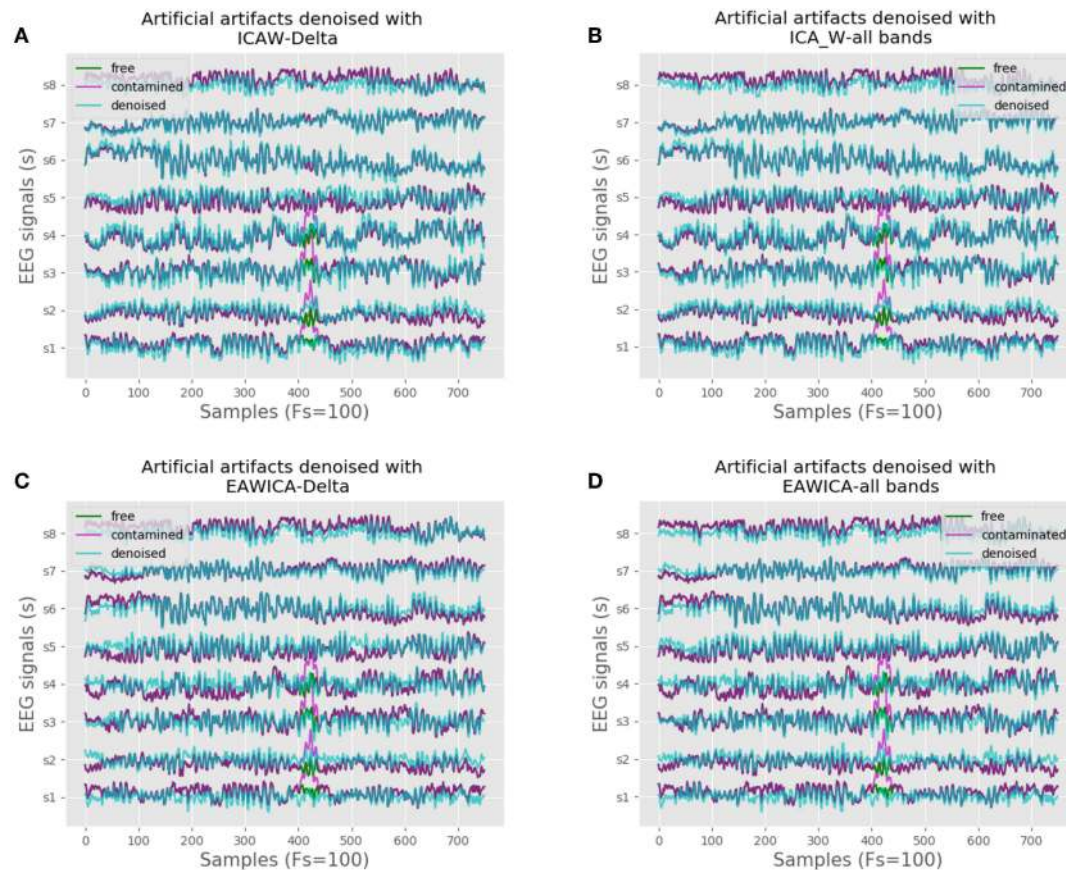 A
Artificial artifacts denoised with
ICAW-Delta
free
contamined
denoised
EEG signals (s)
s8
s7
s6
s5
s4
s3
s2
s1
0 100 200 300 400 500 600 700
Samples (Fs=100)
B
Artificial artifacts denoised with
ICA_W-all bands
free
contamined
denoised
EEG signals (s)
s8
s7
s6
s5
s4
s3
s2
s1
0 100 200 300 400 500 600 700
Samples (Fs=100)
C
Artificial artifacts denoised with
EAWICA-Delta
free
contamined
denoised
EEG signals (s)
s8
s7
s6
s5
s4
s3
s2
s1
0 100 200 300 400 500 600 700
Samples (Fs=100)
D
Artificial artifacts denoised with
EAWICA-all bands
free
contaminated
denoised
EEG signals (s)
s8
s7
s6
s5
s4
s3
s2
s1
0 100 200 300 400 500 600 700
Samples (Fs=100)